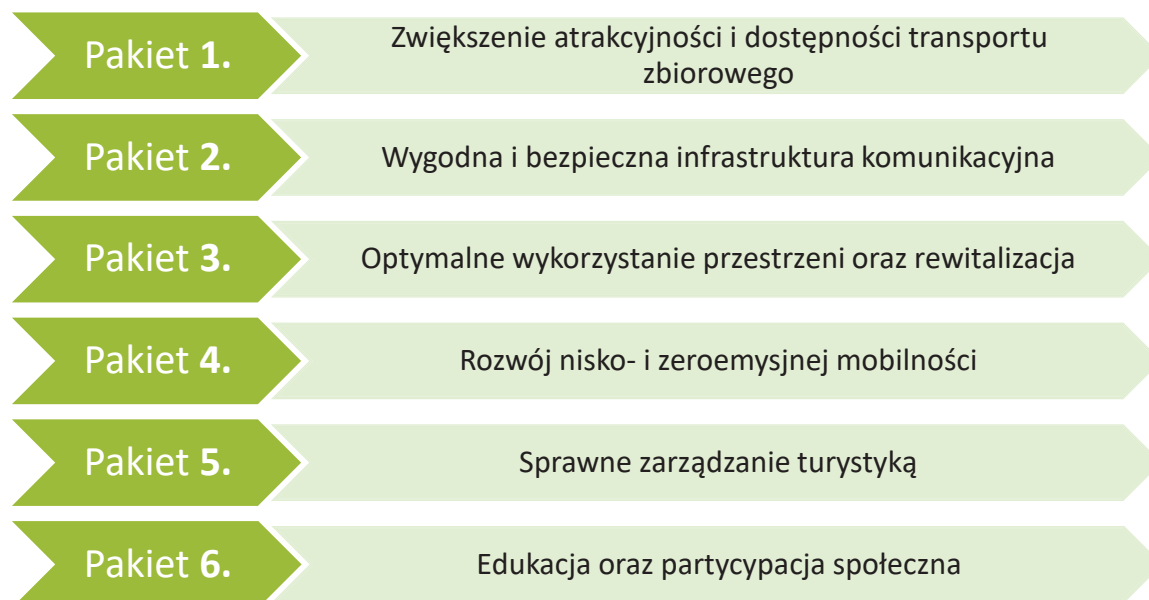 Pakiet 1.
Zwiększenie atrakcyjności i dostępności transportu
zbiorowego
Pakiet 2.
Wygodna i bezpieczna infrastruktura komunikacyjna
Pakiet 3.
Optymalne wykorzystanie przestrzeni oraz rewitalizacja
Pakiet 4.
Rozwój nisko- i zeroemysjnej mobilności
Pakiet 5.
Sprawne zarządzanie turystyką
Pakiet 6.
Edukacja oraz partycypacja społeczna